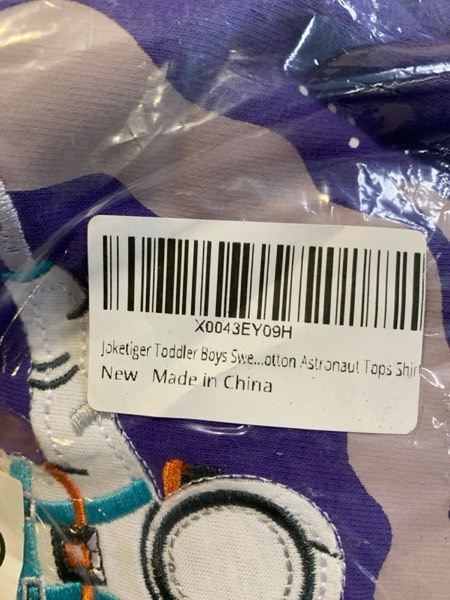 X0043EY09H
Joketiger Toddler Boys Swe...otton Astronaut Tops Shir
New Made in China